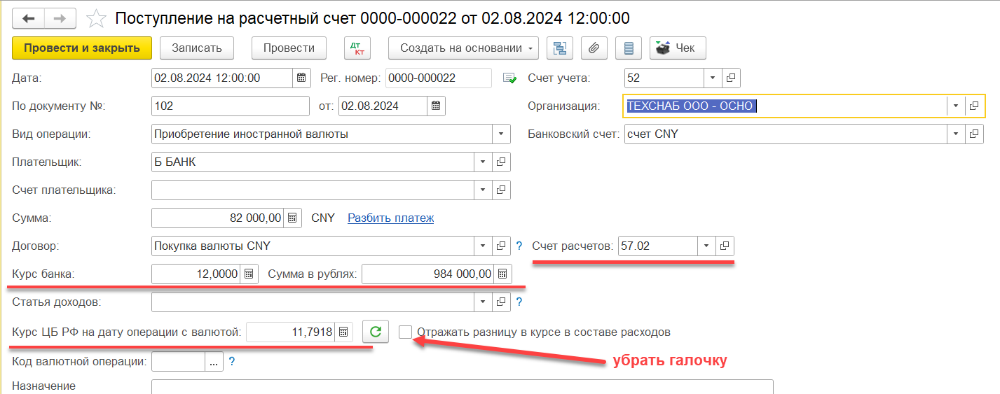 Поступление на расчетный счет 0000-000022 от 02.08.2024 12:00:00
Провести и закрыть Записать Провести Дт Кт Создать на основании Чек
Дата: 02.08.2024 12:00:00 Рег. номер: 0000-000022 Счет учета: 52
По документу №: 102 от: 02.08.2024 Организация: ТЕХСНАБ ООО - ОСНО
Вид операции: Приобретение иностранной валюты Банковский счет: счет CNY
Плательщик: Б БАНК
Счет плательщика:
Сумма: 82 000,00 CNY Разбить платеж
Договор: Покупка валюты CNY ? Счет расчетов: 57.02
Курс банка: 12,0000 Сумма в рублях: 984 000,00
Статья доходов: ?
Курс ЦБ РФ на дату операции с валютой: 11,7918 Отражать разницу в курсе в составе расходов
Код валютной операции: ... ? убрать галочку
Назначение